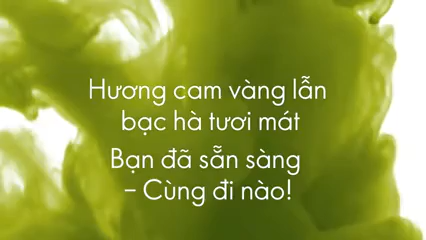 Hương cam vàng lẫn
bạc hà tươi mát
Bạn đã sẵn sàng
– Cùng đi nào!